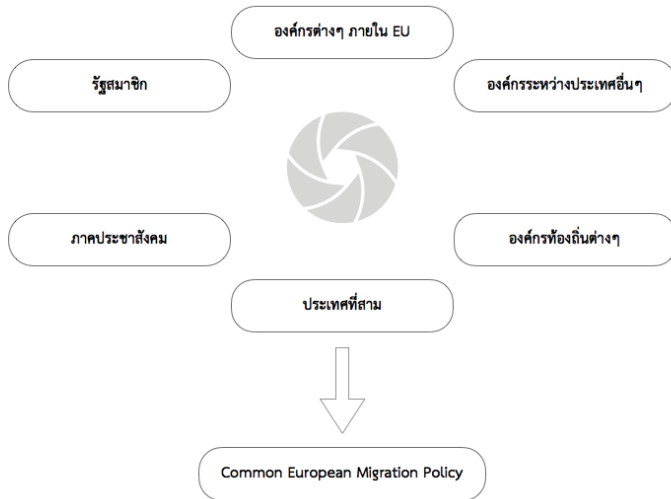 องค์กรต่างๆ ภายใน EU
รัฐสมาชิก
องค์กรระหว่างประเทศอื่นๆ
ภาคประชาสังคม
องค์กรท้องถิ่นต่างๆ
ประเทศที่สาม
Common European Migration Policy